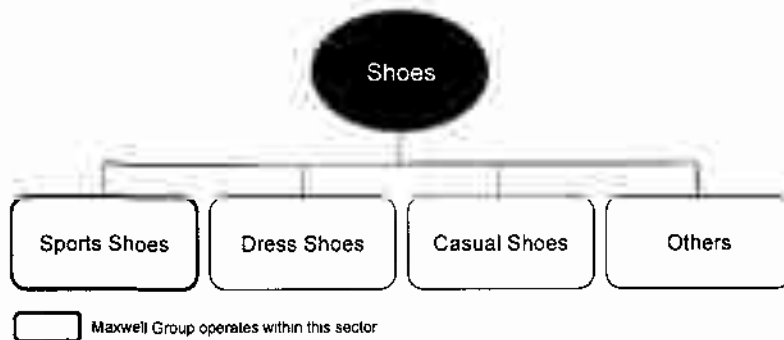 Shoes
Sports Shoes
Dress Shoes
Casual Shoes
Others
Maxwell Group operates within this sector